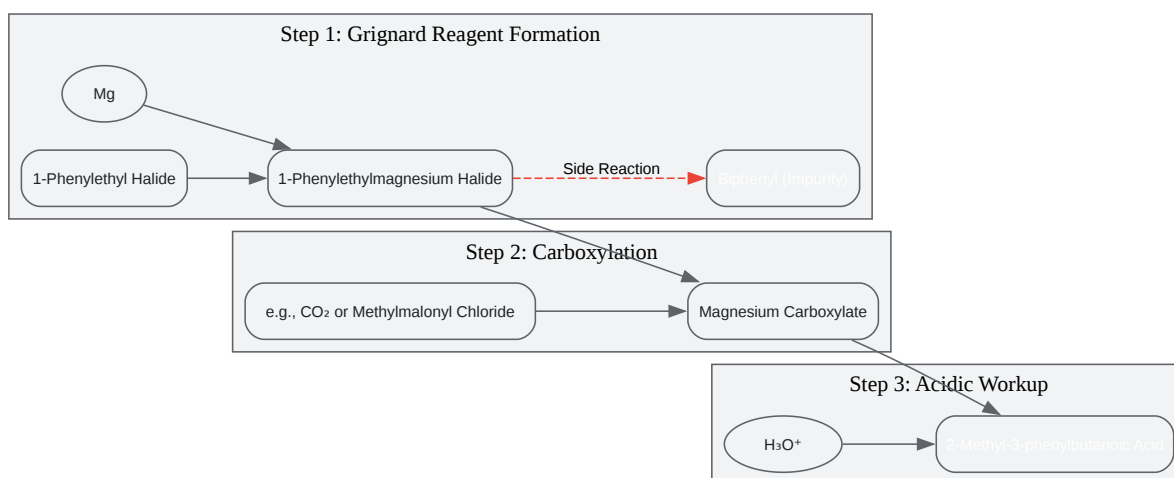 Step 1: Grignard Reagent Formation
Mg
1-Phenylethyl Halide
1-Phenylethylmagnesium Halide
Side Reaction
Biphenyl (Impurity)
Step 2: Carboxylation
e.g., CO₂ or Methylmalonyl Chloride
Magnesium Carboxylate
Step 3: Acidic Workup
H₃O⁺
2-Methyl-3-phenylbutanoic Acid